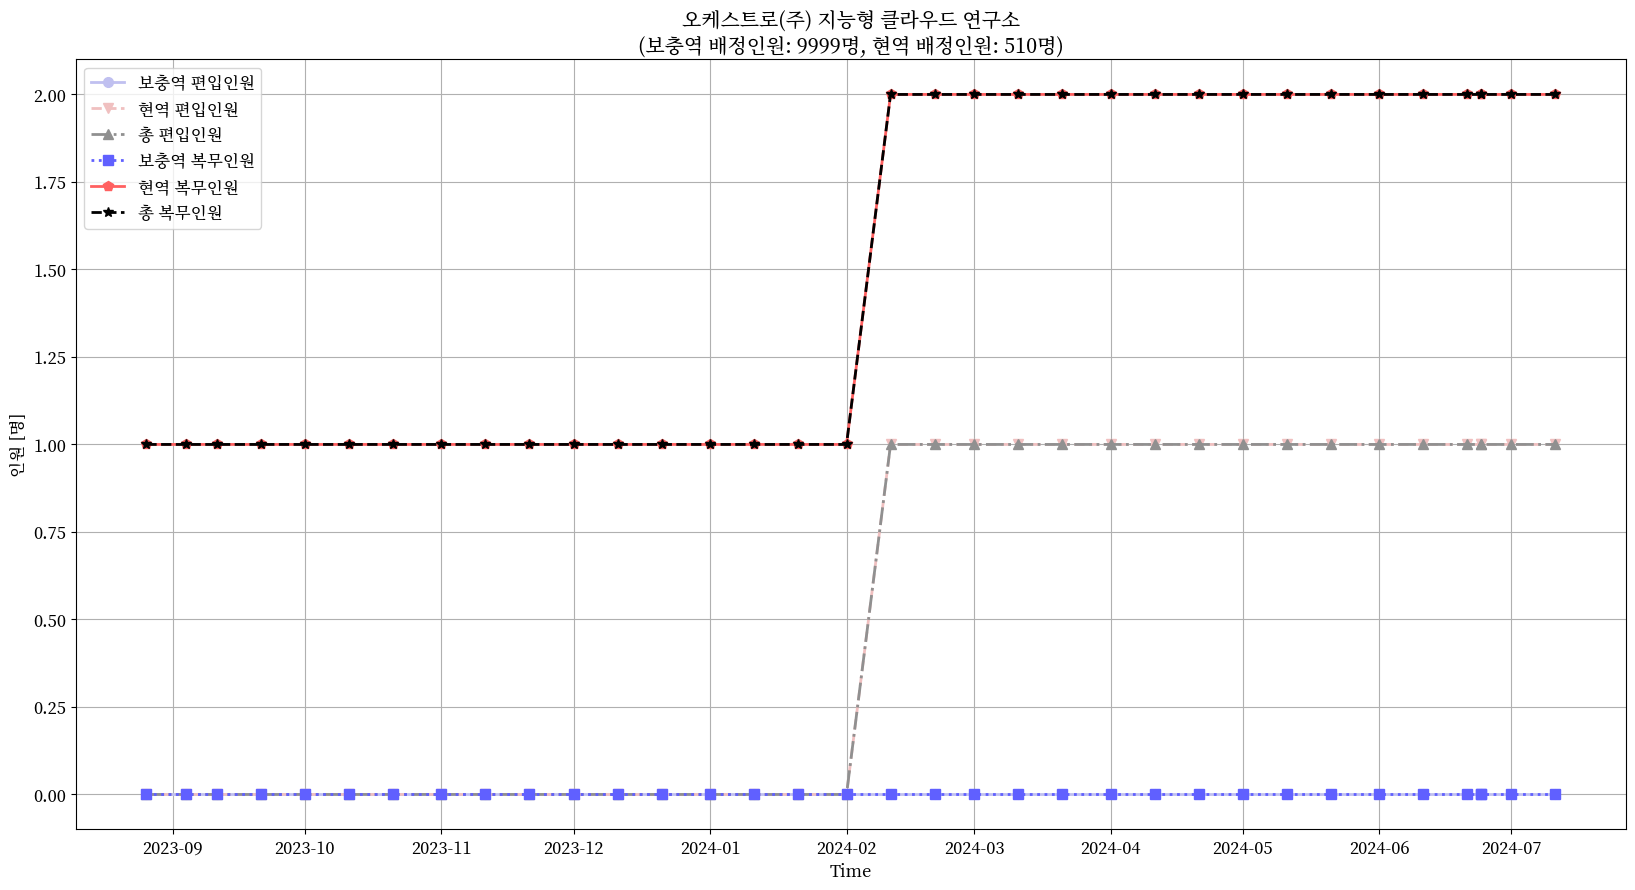 오케스트로(주) 지능형 클라우드 연구소
(보충역 배정인원: 9999명, 현역 배정인원: 510명)
보충역 편입인원
현역 편입인원
총 편입인원
보충역 복무인원
현역 복무인원
총 복무인원
인원 [명]
2.00
1.75
1.50
1.25
1.00
0.75
0.50
0.25
0.00
2023-09 2023-10 2023-11 2023-12 2024-01 2024-02 2024-03 2024-04 2024-05 2024-06 2024-07
Time